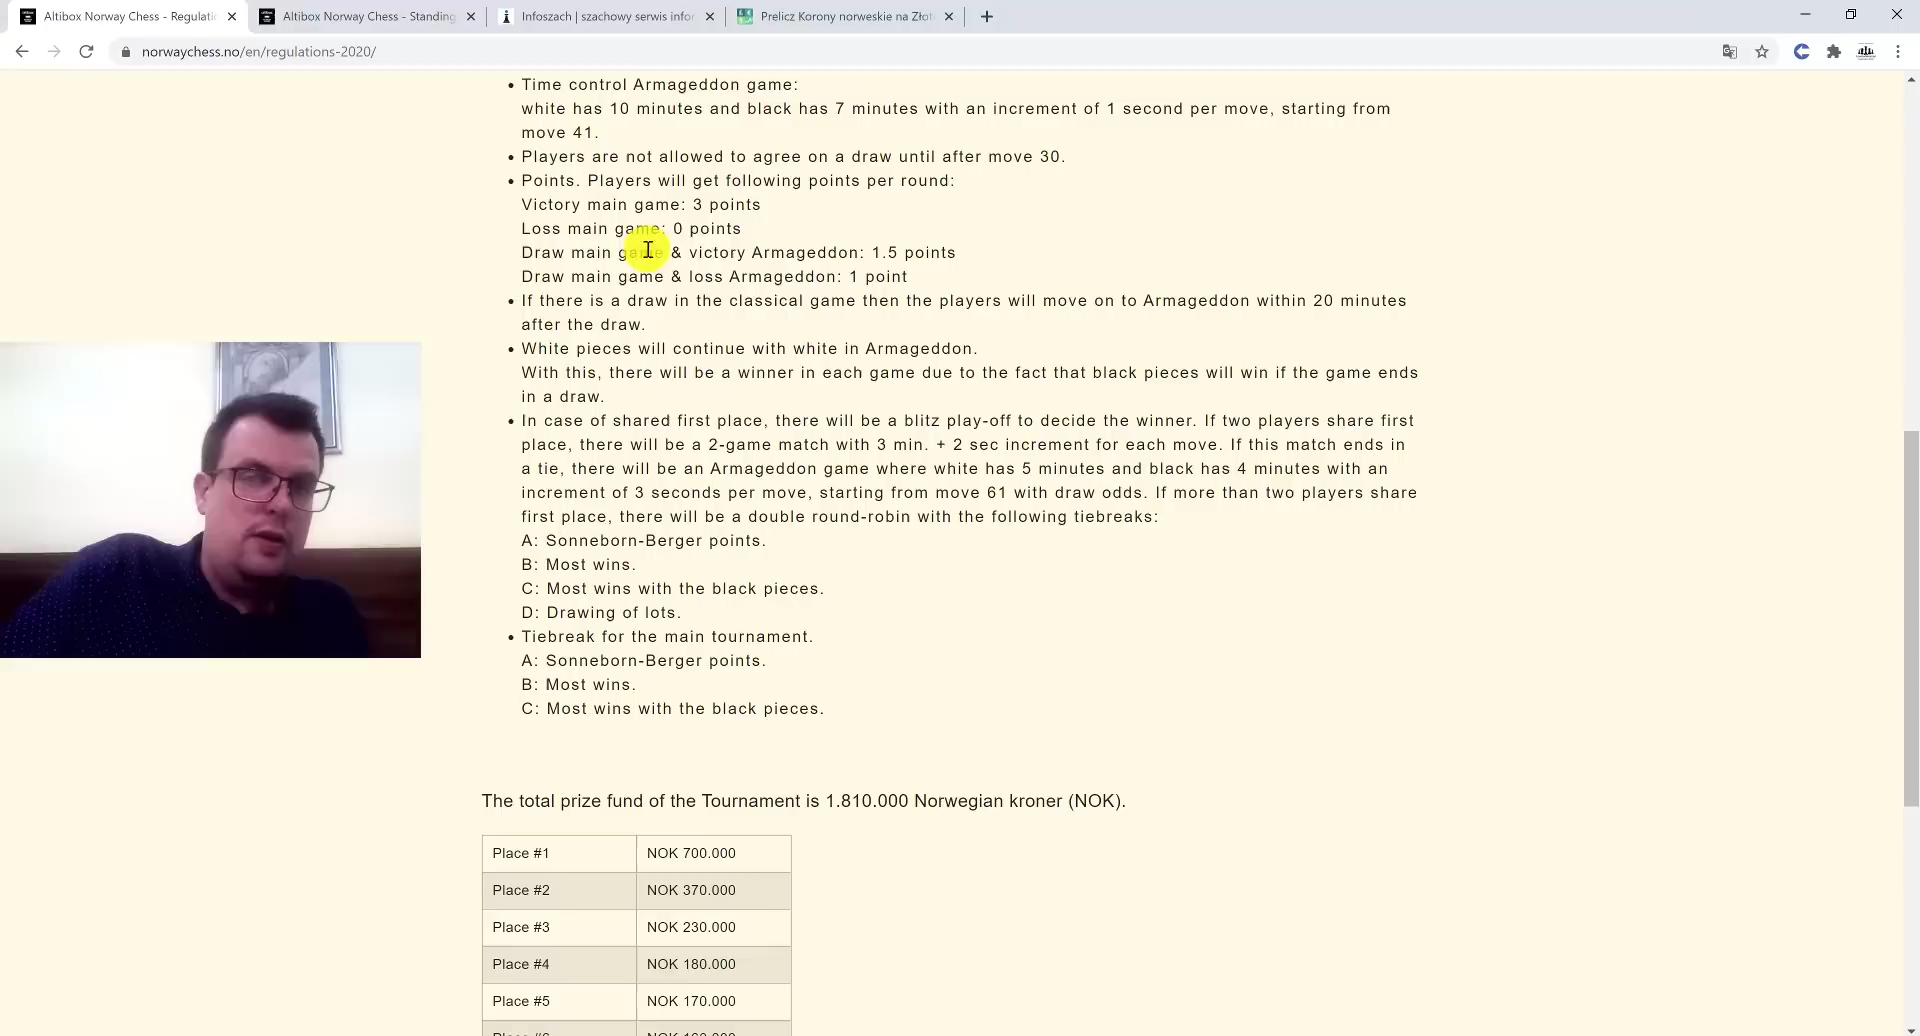 Altibox Norway Chess - Regulati
Altibox Norway Chess - Standing
Infoszach | szachowy serwis infor
Prelicz Korony norweskie na Złot
norwaychess.no/en/regulations-2020/
• Time control Armageddon game:
white has 10 minutes and black has 7 minutes with an increment of 1 second per move, starting from
move 41.
• Players are not allowed to agree on a draw until after move 30.
• Points. Players will get following points per round:
Victory main game: 3 points
Loss main game: 0 points
Draw main game & victory Armageddon: 1.5 points
Draw main game & loss Armageddon: 1 point
• If there is a draw in the classical game then the players will move on to Armageddon within 20 minutes
after the draw.
• White pieces will continue with white in Armageddon.
With this, there will be a winner in each game due to the fact that black pieces will win if the game ends
in a draw.
• In case of shared first place, there will be a blitz play-off to decide the winner. If two players share first
place, there will be a 2-game match with 3 min. + 2 sec increment for each move. If this match ends in
a tie, there will be an Armageddon game where white has 5 minutes and black has 4 minutes with an
increment of 3 seconds per move, starting from move 61 with draw odds. If more than two players share
first place, there will be a double round-robin with the following tiebreaks:
A: Sonneborn-Berger points.
B: Most wins.
C: Most wins with the black pieces.
D: Drawing of lots.
• Tiebreak for the main tournament.
A: Sonneborn-Berger points.
B: Most wins.
C: Most wins with the black pieces.
The total prize fund of the Tournament is 1.810.000 Norwegian kroner (NOK).
Place #1 NOK 700.000
Place #2 NOK 370.000
Place #3 NOK 230.000
Place #4 NOK 180.000
Place #5 NOK 170.000